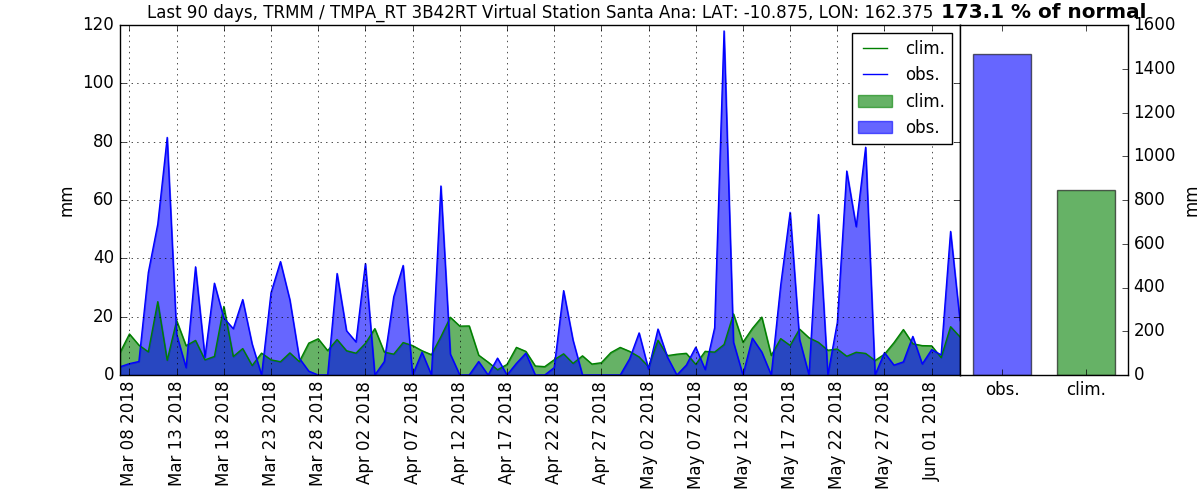 Last 90 days, TRMM / TMPA_RT 3B42RT Virtual Station Santa Ana: LAT: -10.875, LON: 162.375 173.1 % of normal
120
100
80
60
40
20
0
mm
clim.
obs.
clim.
obs.
1600
1400
1200
1000
800
600
400
200
0
mm
Mar 08 2018
Mar 13 2018
Mar 18 2018
Mar 23 2018
Mar 28 2018
Apr 02 2018
Apr 07 2018
Apr 12 2018
Apr 17 2018
Apr 22 2018
Apr 27 2018
May 02 2018
May 07 2018
May 12 2018
May 17 2018
May 22 2018
May 27 2018
Jun 01 2018
obs.
clim.